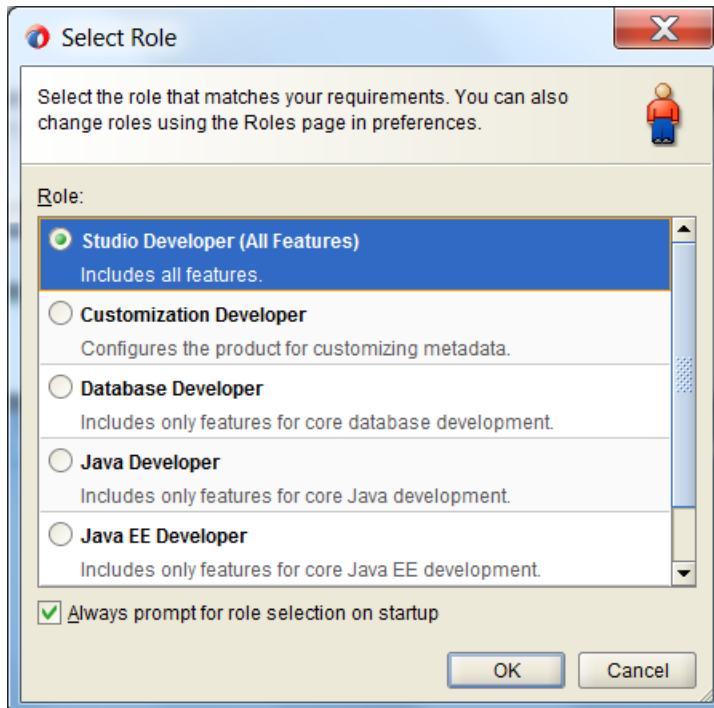 Select Role
Select the role that matches your requirements. You can also
change roles using the Roles page in preferences.
Role:
Studio Developer (All Features)
Includes all features.
Customization Developer
Configures the product for customizing metadata.
Database Developer
Includes only features for core database development.
Java Developer
Includes only features for core Java development.
Java EE Developer
Includes only features for core Java EE development.
Always prompt for role selection on startup
OK
Cancel